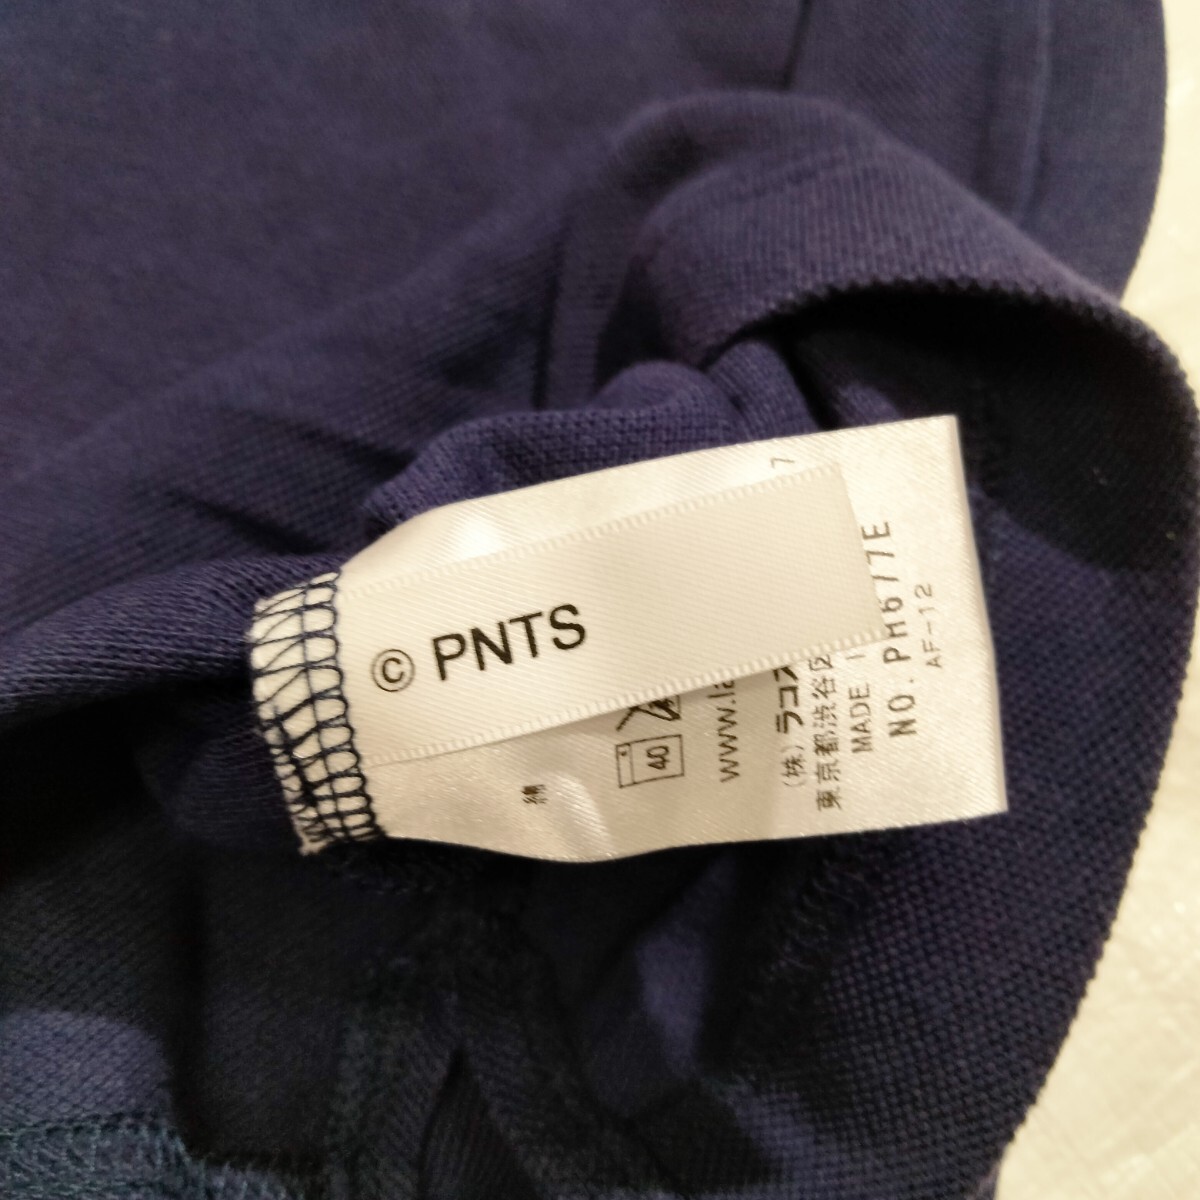 © PNTS
綿
40
www.la
(株) ラコス
東京都渋谷区
MADE
NO. PH677E
AF-12
7